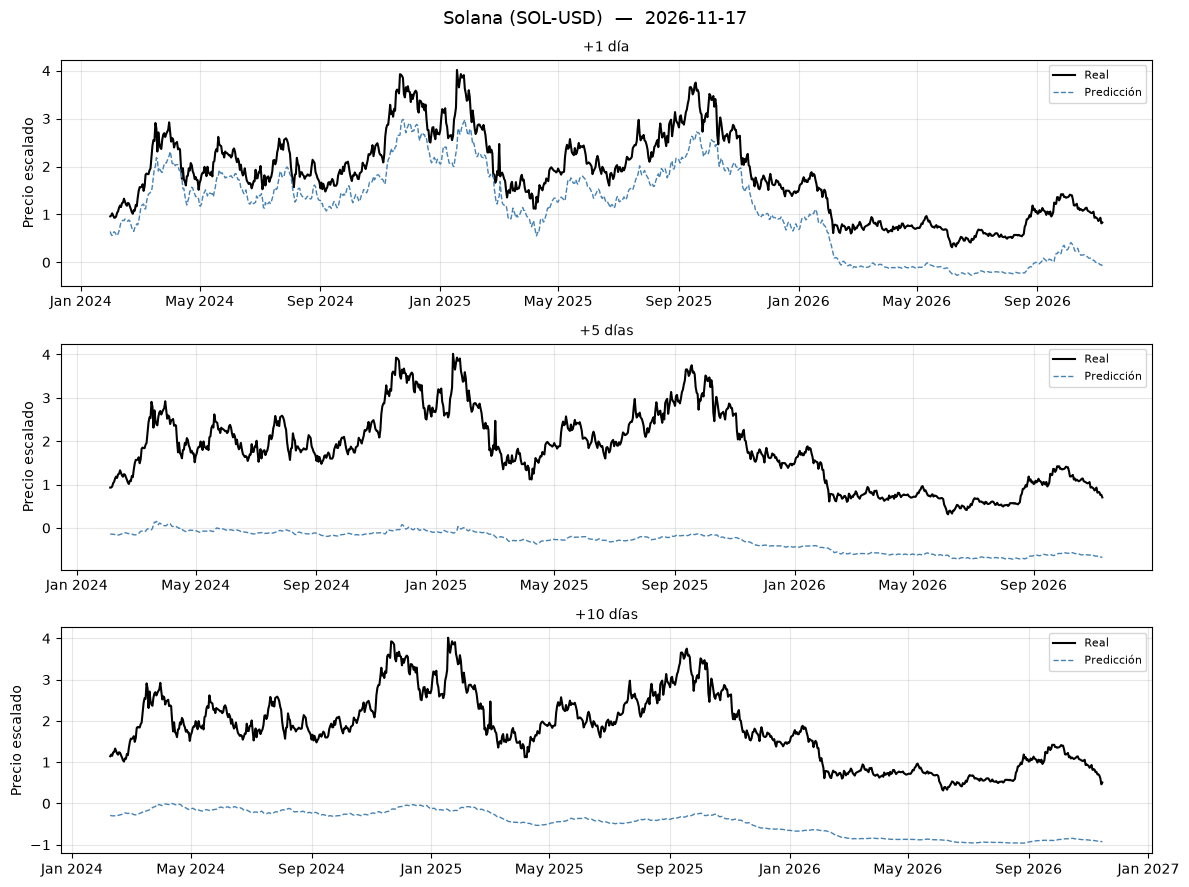 Solana (SOL-USD) — 2026-11-17
+1 día
Precio escalado
4
3
2
1
0
Real
Predicción
Jan 2024 May 2024 Sep 2024 Jan 2025 May 2025 Sep 2025 Jan 2026 May 2026 Sep 2026
+5 días
Precio escalado
4
3
2
1
0
Real
Predicción
Jan 2024 May 2024 Sep 2024 Jan 2025 May 2025 Sep 2025 Jan 2026 May 2026 Sep 2026
+10 días
Precio escalado
4
3
2
1
0
−1
Real
Predicción
Jan 2024 May 2024 Sep 2024 Jan 2025 May 2025 Sep 2025 Jan 2026 May 2026 Sep 2026 Jan 2027